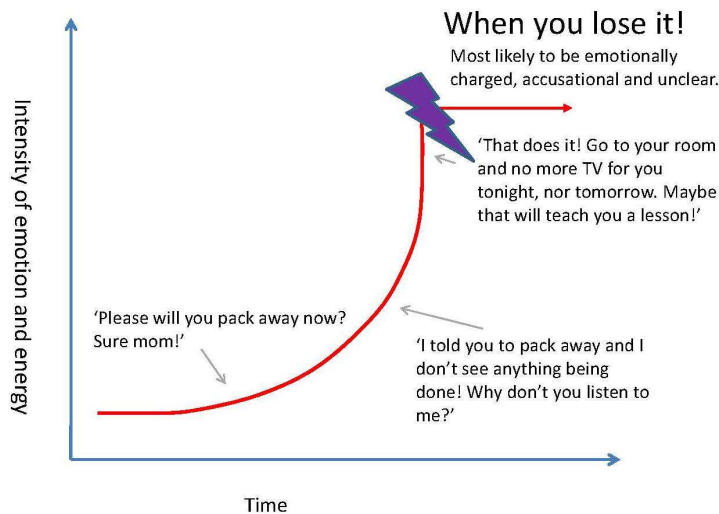 When you lose it!
Most likely to be emotionally
charged, accusational and unclear.
Intensity of emotion and energy
‘That does it! Go to your room
and no more TV for you
tonight, nor tomorrow. Maybe
that will teach you a lesson!’
‘Please will you pack away now?
Sure mom!’
‘I told you to pack away and I
don’t see anything being
done! Why don’t you listen to
me?’
Time